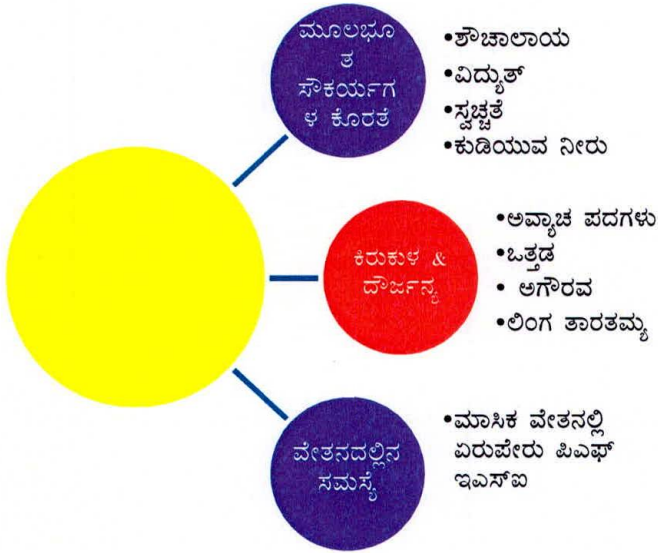 ಮೂಲಭೂ
ತ
ಸೌಕರ್ಯಗ
ಳ ಕೊರತೆ
•ಶೌಚಾಲಾಯ
•ವಿದ್ಯುತ್
•ಸ್ವಚ್ಚತೆ
•ಕುಡಿಯುವ ನೀರು
ಕಿರುಕುಳ &
ದೌರ್ಜನ್ಯ
•ಅವ್ಯಾಚ ಪದಗಳು
•ಒತ್ತಡ
• ಅಗೌರವ
•ಲಿಂಗ ತಾರತಮ್ಯ
ವೇತನದಲ್ಲಿನ
ಸಮಸ್ಯೆ
•ಮಾಸಿಕ ವೇತನಲ್ಲಿ
ಏರುಪೇರು ಪಿಎಫ್
ಇಎಸ್ಐ